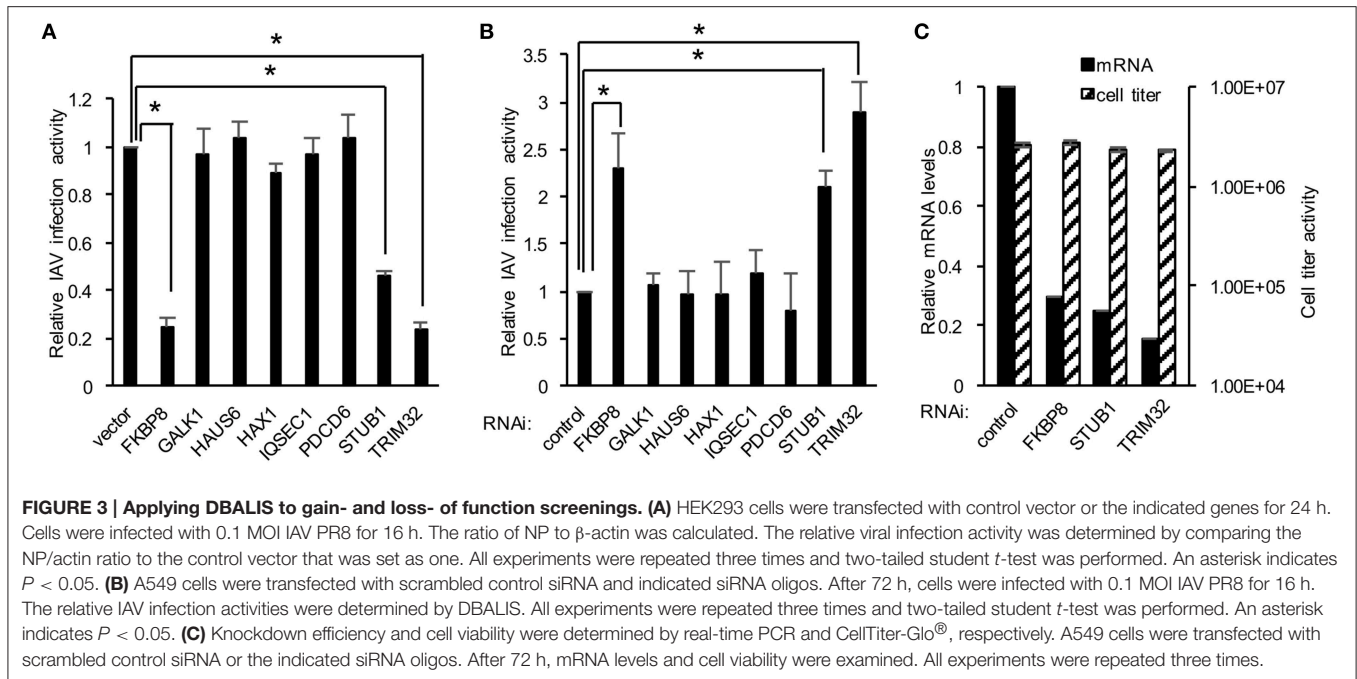 A
B
C
*
*
*
Relative IAV infection activity
1.2
1
0.8
0.6
0.4
0.2
0
vector
FKBP8
GALK1
HAUS6
HAX1
IQSEC1
PDCD6
STUB1
TRIM32
*
*
*
Relative IAV infection activity
3.5
3
2.5
2
1.5
1
0.5
0
RNAi:
control
FKBP8
GALK1
HAUS6
HAX1
IQSEC1
PDCD6
STUB1
TRIM32
mRNA
cell titer
Relative mRNA levels
1
0.8
0.6
0.4
0.2
0
1.00E+07
1.00E+06
1.00E+05
1.00E+04
Cell titer activity
RNAi:
control
FKBP8
STUB1
TRIM32
FIGURE 3 | Applying DBALIS to gain- and loss- of function screenings. (A) HEK293 cells were transfected with control vector or the indicated genes for 24 h.
Cells were infected with 0.1 MOI IAV PR8 for 16 h. The ratio of NP to β-actin was calculated. The relative viral infection activity was determined by comparing the
NP/actin ratio to the control vector that was set as one. All experiments were repeated three times and two-tailed student t-test was performed. An asterisk indicates
P < 0.05. (B) A549 cells were transfected with scrambled control siRNA and indicated siRNA oligos. After 72 h, cells were infected with 0.1 MOI IAV PR8 for 16 h.
The relative IAV infection activities were determined by DBALIS. All experiments were repeated three times and two-tailed student t-test was performed. An asterisk
indicates P < 0.05. (C) Knockdown efficiency and cell viability were determined by real-time PCR and CellTiter-Glo®, respectively. A549 cells were transfected with
scrambled control siRNA or the indicated siRNA oligos. After 72 h, mRNA levels and cell viability were examined. All experiments were repeated three times.